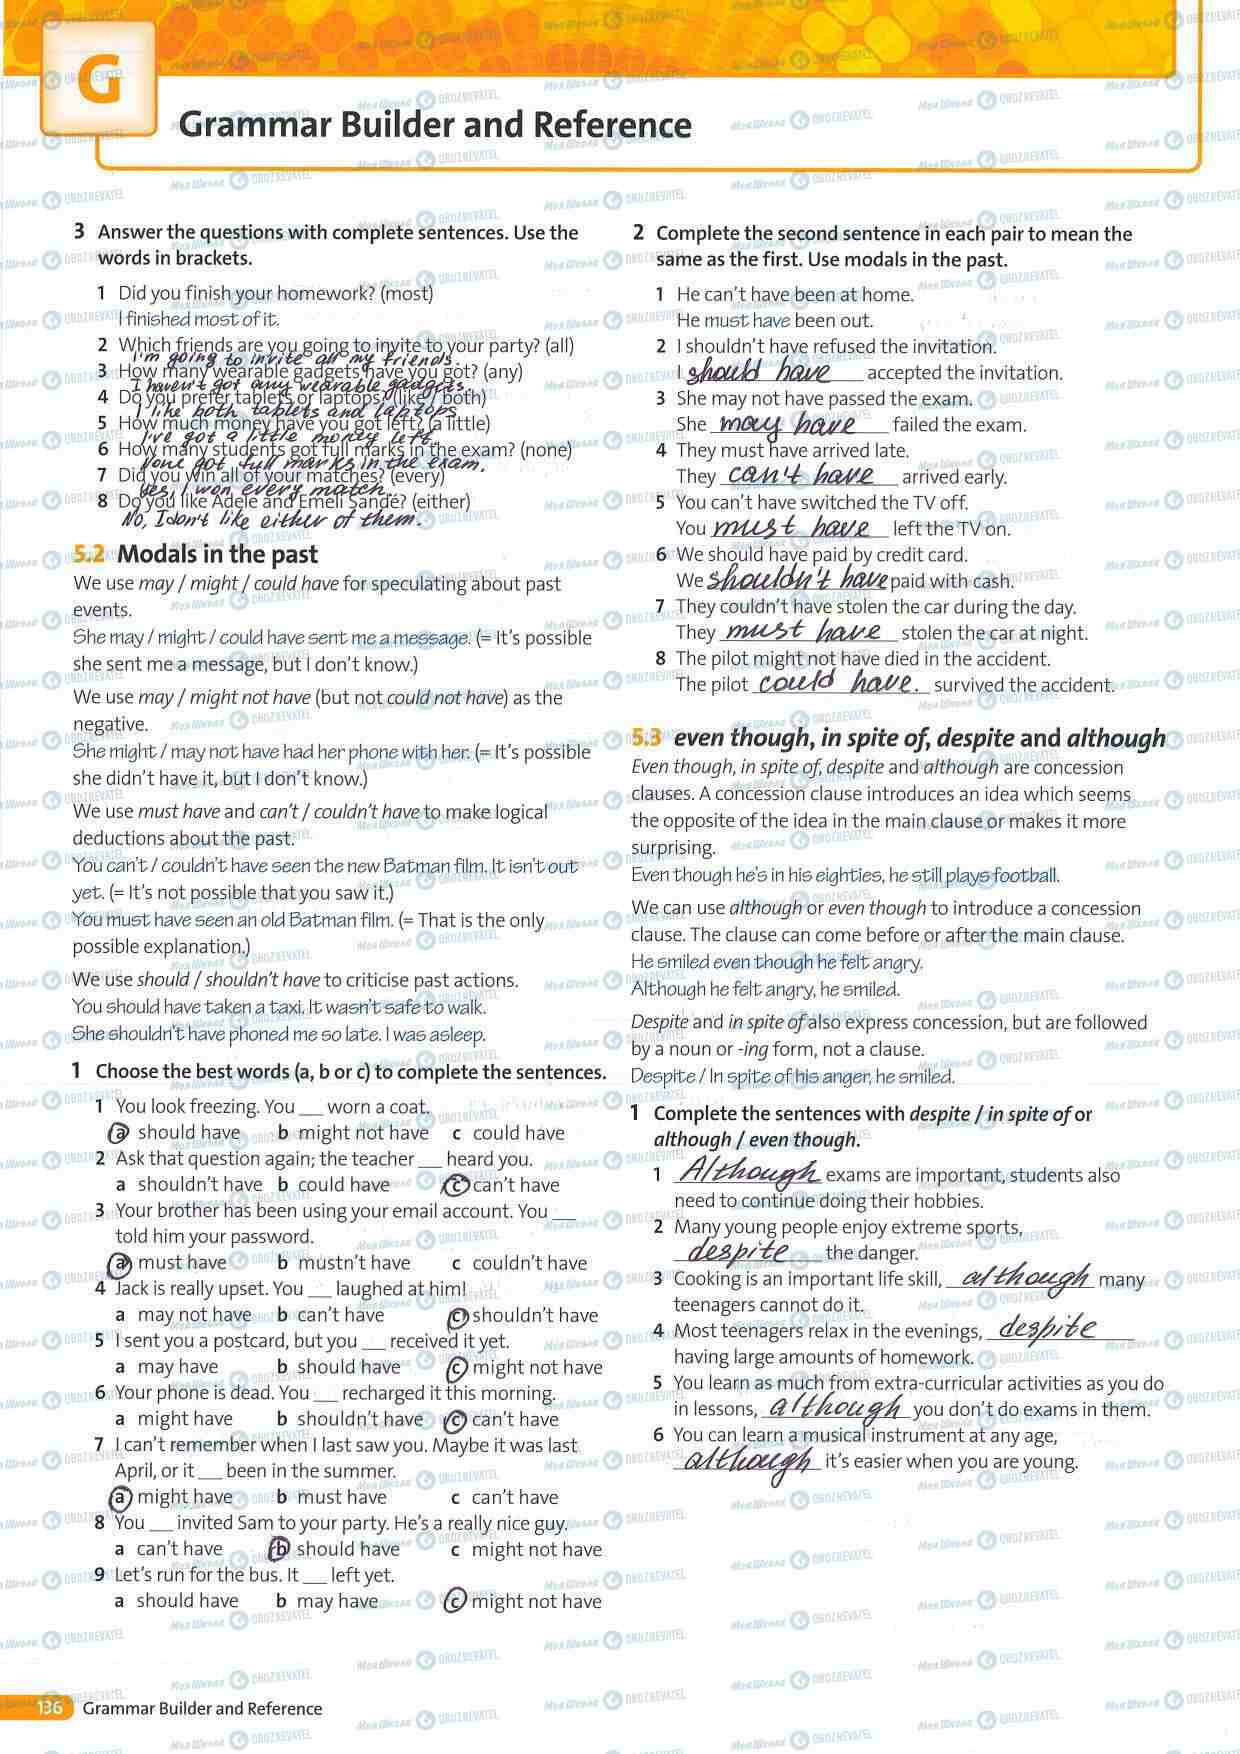 G
Grammar Builder and Reference
3 Answer the questions with complete sentences. Use the
words in brackets.
1 Did you finish your homework? (most)
I finished most of it.
2 Which friends are you going to invite to your party? (all)
I'm going to invite all my friends.
3 How many wearable gadgets have you got? (any)
I haven't got any wearable gadgets.
4 Do you prefer tablets or laptops? (like / both)
I like both tablets and laptops.
5 How much money have you got left? (a little)
I've got a little money left.
6 How many students got full marks in the exam? (none)
None got full marks in the exam.
7 Did you win all of your matches? (every)
Yes, I won every match.
8 Do you like Adele and Emeli Sandé? (either)
No, I don't like either of them.
5.2 Modals in the past
We use may / might / could have for speculating about past
events.
She may / might / could have sent me a message. (= It's possible
she sent me a message, but I don't know.)
We use may / might not have (but not could not have) as the
negative.
She might / may not have had her phone with her. (= It's possible
she didn't have it, but I don't know.)
We use must have and can't / couldn't have to make logical
deductions about the past.
You can't / couldn't have seen the new Batman film. It isn't out
yet. (= It's not possible that you saw it.)
You must have seen an old Batman film. (= That is the only
possible explanation.)
We use should / shouldn't have to criticise past actions.
You should have taken a taxi. It wasn't safe to walk.
She shouldn't have phoned me so late. I was asleep.
1 Choose the best words (a, b or c) to complete the sentences.
1 You look freezing. You ___ worn a coat.
a should have b might not have c could have
2 Ask that question again; the teacher ___ heard you.
a shouldn't have b could have c can't have
3 Your brother has been using your email account. You ___
told him your password.
a must have b mustn't have c couldn't have
4 Jack is really upset. You ___ laughed at him!
a may not have b can't have c shouldn't have
5 I sent you a postcard, but you ___ received it yet.
a may have b should have c might not have
6 Your phone is dead. You ___ recharged it this morning.
a might have b shouldn't have c can't have
7 I can't remember when I last saw you. Maybe it was last
April, or it ___ been in the summer.
a might have b must have c can't have
8 You ___ invited Sam to your party. He's a really nice guy.
a can't have b should have c might not have
9 Let's run for the bus. It ___ left yet.
a should have b may have c might not have
2 Complete the second sentence in each pair to mean the
same as the first. Use modals in the past.
1 He can't have been at home.
He must have been out.
2 I shouldn't have refused the invitation.
I should have accepted the invitation.
3 She may not have passed the exam.
She may have failed the exam.
4 They must have arrived late.
They can't have arrived early.
5 You can't have switched the TV off.
You must have left the TV on.
6 We should have paid by credit card.
We shouldn't have paid with cash.
7 They couldn't have stolen the car during the day.
They must have stolen the car at night.
8 The pilot might not have died in the accident.
The pilot could have. survived the accident.
5.3 even though, in spite of, despite and although
Even though, in spite of, despite and although are concession
clauses. A concession clause introduces an idea which seems
the opposite of the idea in the main clause or makes it more
surprising.
Even though he's in his eighties, he still plays football.
We can use although or even though to introduce a concession
clause. The clause can come before or after the main clause.
He smiled even though he felt angry.
Although he felt angry, he smiled.
Despite and in spite of also express concession, but are followed
by a noun or -ing form, not a clause.
Despite / In spite of his anger, he smiled.
1 Complete the sentences with despite / in spite of or
although / even though.
1 Although exams are important, students also
need to continue doing their hobbies.
2 Many young people enjoy extreme sports,
despite the danger.
3 Cooking is an important life skill, although many
teenagers cannot do it.
4 Most teenagers relax in the evenings, despite
having large amounts of homework.
5 You learn as much from extra-curricular activities as you do
in lessons, although you don't do exams in them.
6 You can learn a musical instrument at any age,
although it's easier when you are young.
136 Grammar Builder and Reference